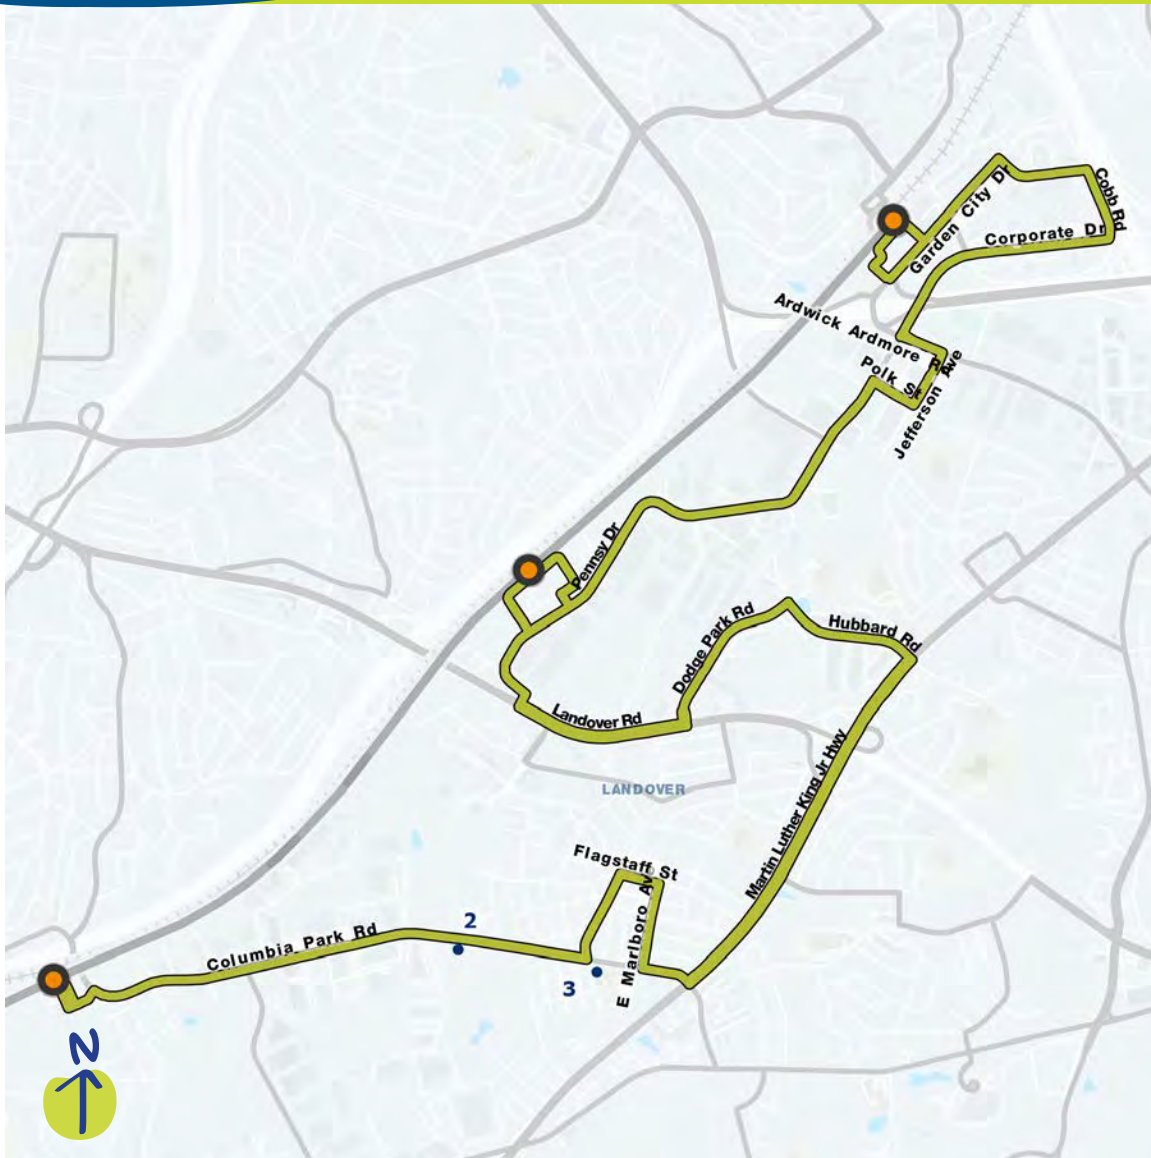 Cobb Rd
Garden City Dr
Corporate Dr
Ardwick Ardmore Rd
Polk St
Jefferson Ave
Pennsy Dr
Dodge Park Rd
Hubbard Rd
Landover Rd
Martin Luther King Jr Hwy
LANDOVER
Flagstaff St
E Marlboro Av
2
Columbia Park Rd
3
N